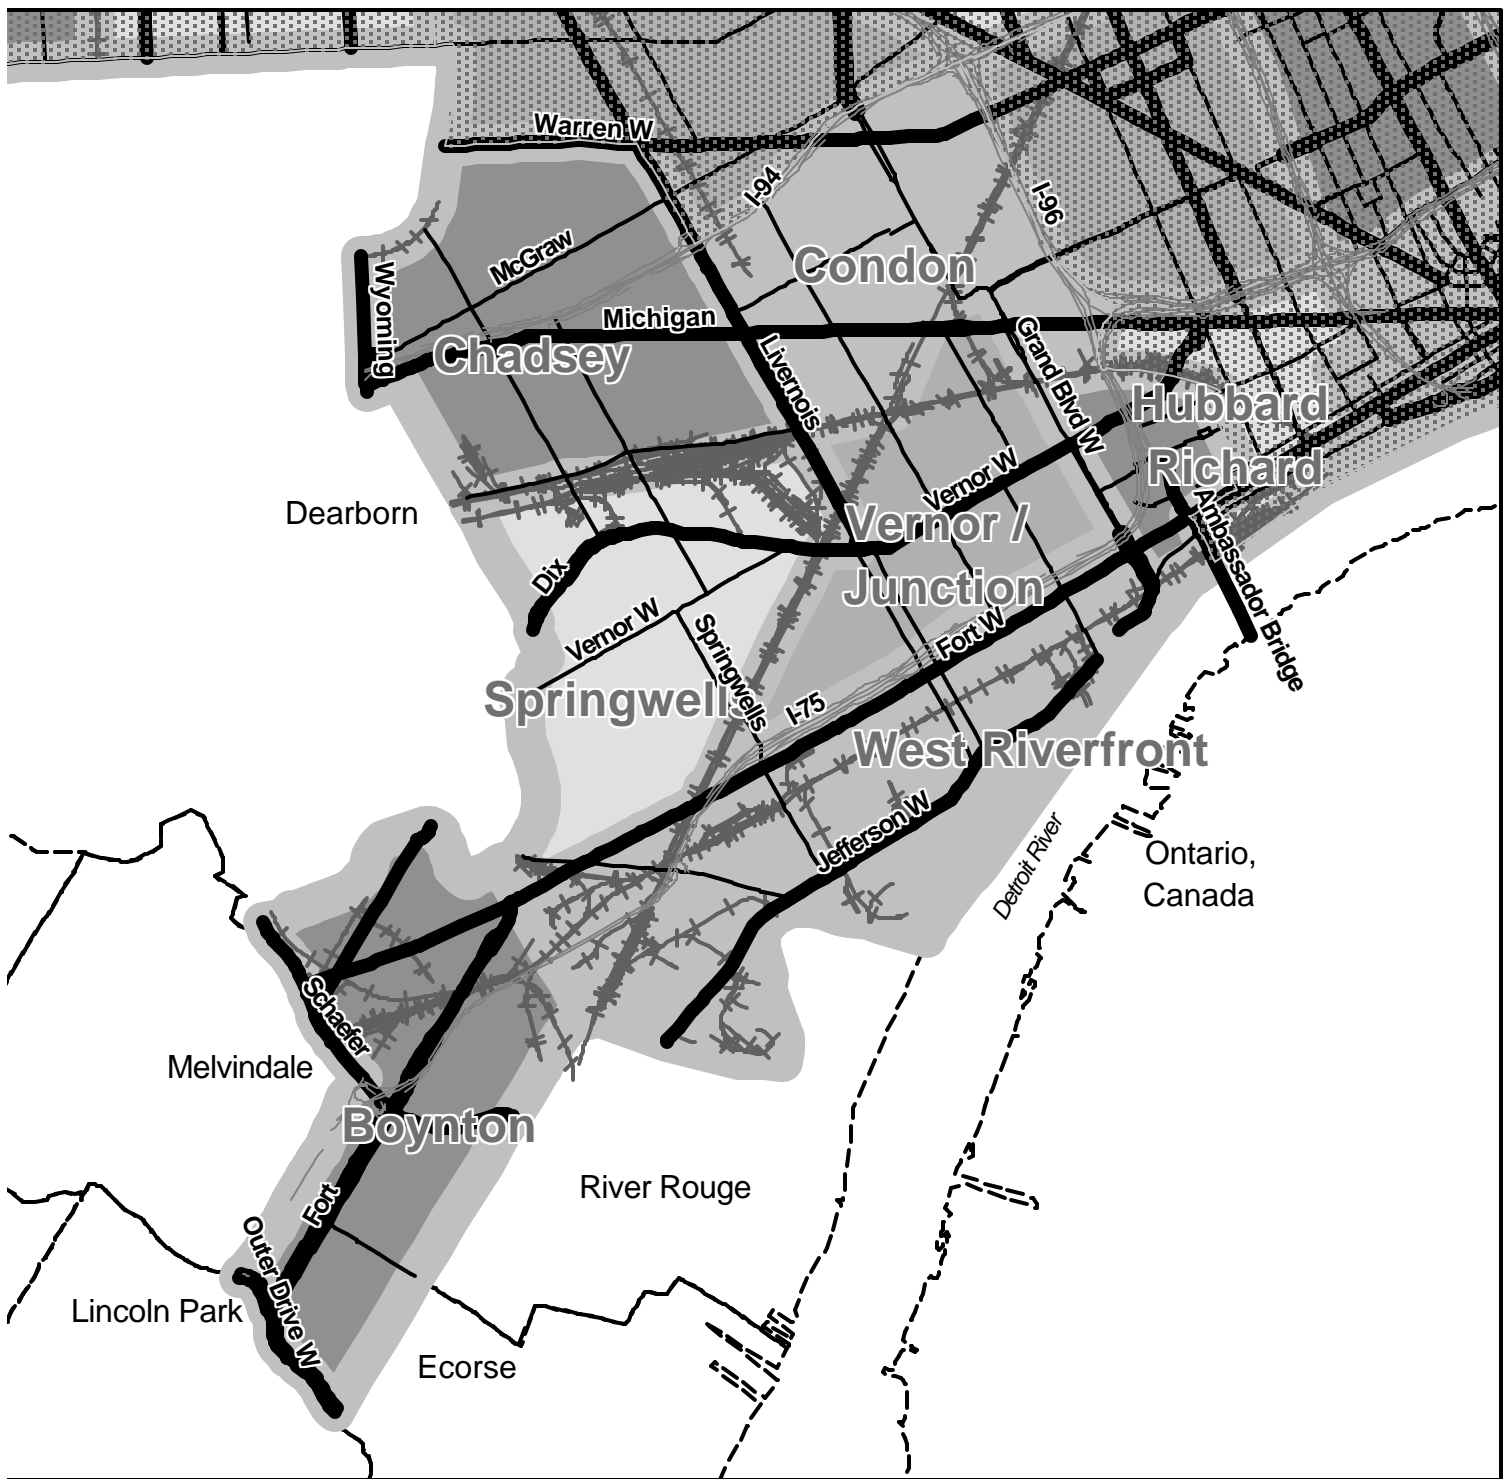 Warren W
I-94
I-96
McGraw
Condon
Wyoming
Michigan
Chadsey
Livernois
Grand Blvd W
Hubbard
Richard
Vernor W
Dearborn
Vernor /
Junction
Ambassador Bridge
Dix
Vernor W
Springwells
Fort W
Springwells
I-75
West Riverfront
Jefferson W
Detroit River
Ontario,
Canada
Schaefer
Melvindale
Boynton
River Rouge
Fort
Outer Drive W
Lincoln Park
Ecorse